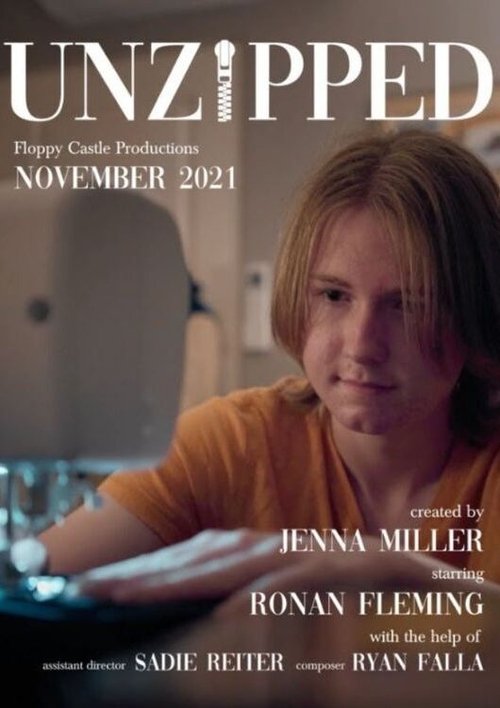 UNZIPPED
Floppy Castle Productions
NOVEMBER 2021
created by
JENNA MILLER
starring
RONAN FLEMING
with the help of
assistant director SADIE REITER composer RYAN FALLA